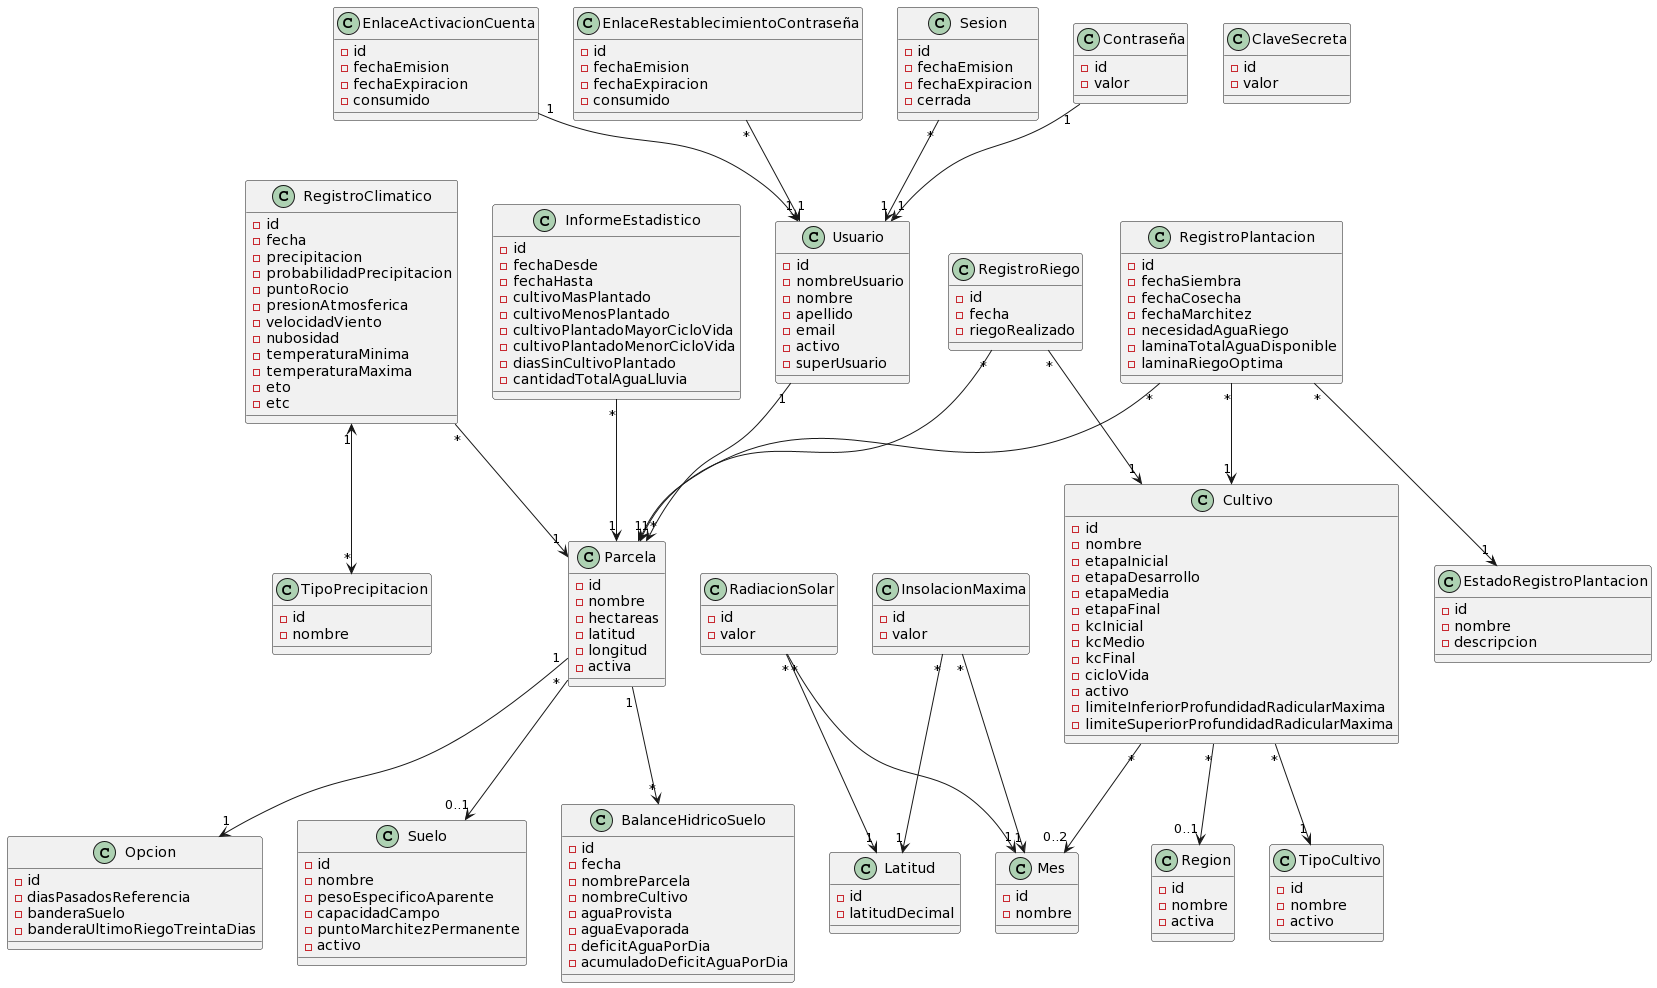 C EnlaceActivacionCuenta
id
fechaEmision
fechaExpiracion
consumido
C EnlaceRestablecimientoContraseña
id
fechaEmision
fechaExpiracion
consumido
C Sesion
id
fechaEmision
fechaExpiracion
cerrada
C Contraseña
id
valor
C ClaveSecreta
id
valor
1
*
*
1
1
1
1
1
C RegistroClimatico
id
fecha
precipitacion
probabilidadPrecipitacion
puntoRocio
presionAtmosferica
velocidadViento
nubosidad
temperaturaMinima
temperaturaMaxima
eto
etc
C InformeEstadistico
id
fechaDesde
fechaHasta
cultivoMasPlantado
cultivoMenosPlantado
cultivoPlantadoMayorCicloVida
cultivoPlantadoMenorCicloVida
diasSinCultivoPlantado
cantidadTotalAguaLluvia
C Usuario
id
nombreUsuario
nombre
apellido
email
activo
superUsuario
C RegistroRiego
id
fecha
riegoRealizado
C RegistroPlantacion
id
fechaSiembra
fechaCosecha
fechaMarchitez
necesidadAguaRiego
laminaTotalAguaDisponible
laminaRiegoOptima
1
*
*
1
*
*
*
*
*
*
1
1
1
1
*
1
1
1
C TipoPrecipitacion
id
nombre
C Parcela
id
nombre
hectareas
latitud
longitud
activa
C RadiacionSolar
id
valor
C InsolacionMaxima
id
valor
C Cultivo
id
nombre
etapaInicial
etapaDesarrollo
etapaMedia
etapaFinal
kcInicial
kcMedio
kcFinal
cicloVida
activo
limiteInferiorProfundidadRadicularMaxima
limiteSuperiorProfundidadRadicularMaxima
C EstadoRegistroPlantacion
id
nombre
descripcion
1
*
1
*
*
*
*
*
*
*
1
0..1
*
1
1
1
1
0..2
0..1
1
C Opcion
id
diasPasadosReferencia
banderaSuelo
banderaUltimoRiegoTreintaDias
C Suelo
id
nombre
pesoEspecificoAparente
capacidadCampo
puntoMarchitezPermanente
activo
C BalanceHidricoSuelo
id
fecha
nombreParcela
nombreCultivo
aguaProvista
aguaEvaporada
deficitAguaPorDia
acumuladoDeficitAguaPorDia
C Latitud
id
latitudDecimal
C Mes
id
nombre
C Region
id
nombre
activa
C TipoCultivo
id
nombre
activo